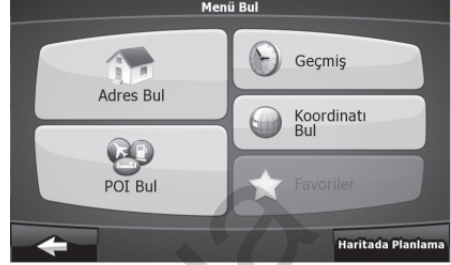 Menü Bul
Adres Bul
Geçmiş
Koordinatı
Bul
POI Bul
Favoriler
Haritada Planlama